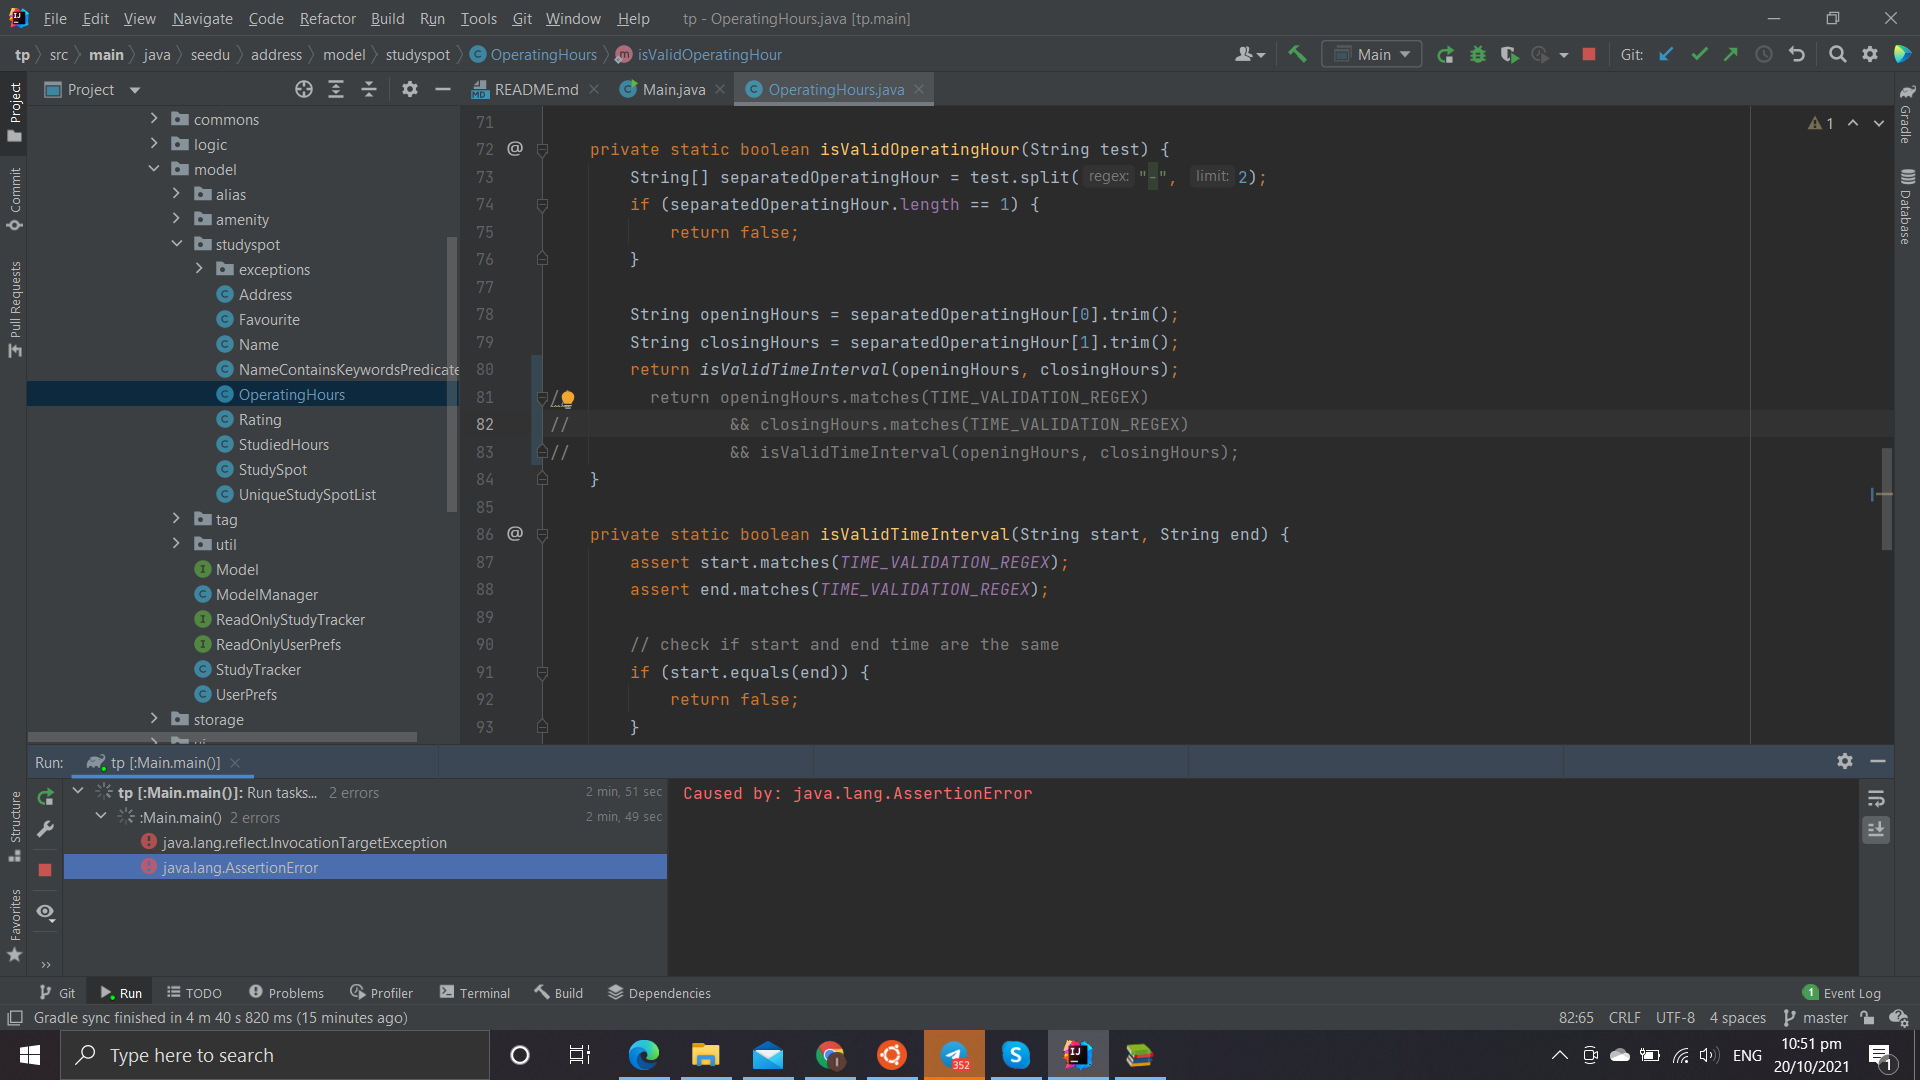 File Edit View Navigate Code Refactor Build Run Tools Git Window Help tp - OperatingHours.java [tp.main]
tp src main java seedu address model studyspot OperatingHours isValidOperatingHour
Main Git:
Project
README.md Main.java OperatingHours.java
commons
logic
model
alias
amenity
studyspot
exceptions
Address
Favourite
Name
NameContainsKeywordsPredicate
OperatingHours
Rating
StudiedHours
StudySpot
UniqueStudySpotList
tag
util
Model
ModelManager
ReadOnlyStudyTracker
ReadOnlyUserPrefs
StudyTracker
UserPrefs
storage
Project
Commit
Pull Requests
Structure
Favorites
Gradle
Database
1
71
72 @ private static boolean isValidOperatingHour(String test) {
73 String[] separatedOperatingHour = test.split( regex: "-", limit: 2);
74 if (separatedOperatingHour.length == 1) {
75 return false;
76 }
77
78 String openingHours = separatedOperatingHour[0].trim();
79 String closingHours = separatedOperatingHour[1].trim();
80 return isValidTimeInterval(openingHours, closingHours);
81 / return openingHours.matches(TIME_VALIDATION_REGEX)
82 // && closingHours.matches(TIME_VALIDATION_REGEX)
83 // && isValidTimeInterval(openingHours, closingHours);
84 }
85
86 @ private static boolean isValidTimeInterval(String start, String end) {
87 assert start.matches(TIME_VALIDATION_REGEX);
88 assert end.matches(TIME_VALIDATION_REGEX);
89
90 // check if start and end time are the same
91 if (start.equals(end)) {
92 return false;
93 }
Run: tp [:Main.main()]
tp [:Main.main()]: Run tasks... 2 errors 2 min, 51 sec
:Main.main() 2 errors 2 min, 49 sec
java.lang.reflect.InvocationTargetException
java.lang.AssertionError
Caused by: java.lang.AssertionError
Git Run TODO Problems Profiler Terminal Build Dependencies 1 Event Log
Gradle sync finished in 4 m 40 s 820 ms (15 minutes ago) 82:65 CRLF UTF-8 4 spaces master
Type here to search 352 ENG 10:51 pm
20/10/2021 1